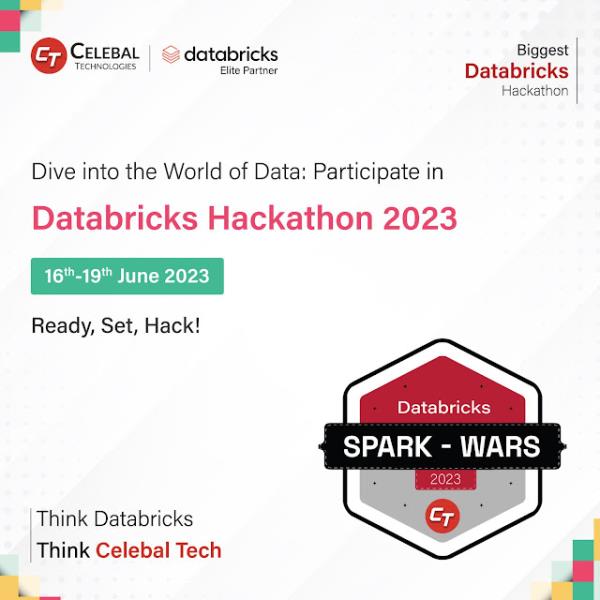 CT CELEBAL TECHNOLOGIES
databricks
Elite Partner
Biggest
Databricks
Hackathon
Dive into the World of Data: Participate in
Databricks Hackathon 2023
16th-19th June 2023
Ready, Set, Hack!
Databricks
SPARK - WARS
2023
CT
Think Databricks
Think Celebal Tech